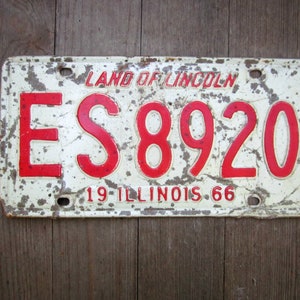 LAND OF LINCOLN
ES 8920
19 ILLINOIS 66